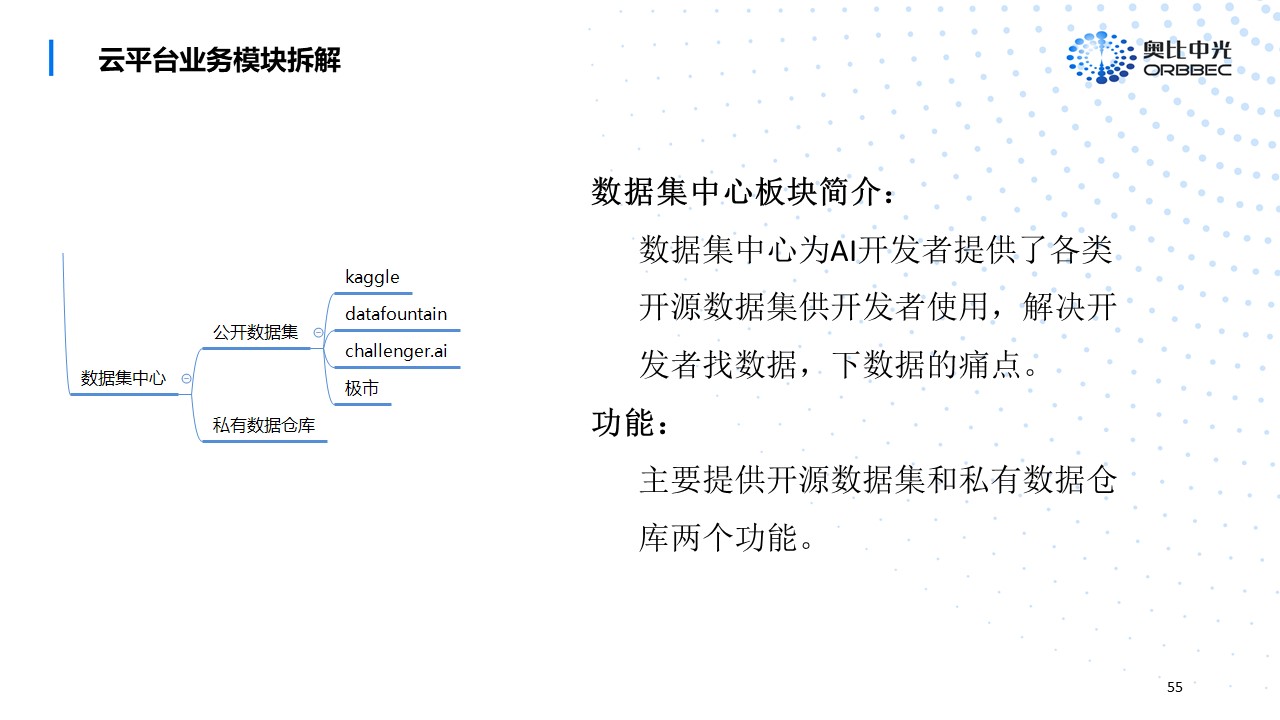 云平台业务模块拆解
奥比中光
ORBBEC
数据集中心
公开数据集
kaggle
datafountain
challenger.ai
极市
私有数据仓库
数据集中心板块简介：
数据集中心为AI开发者提供了各类
开源数据集供开发者使用，解决开
发者找数据，下数据的痛点。
功能：
主要提供开源数据集和私有数据仓
库两个功能。
55